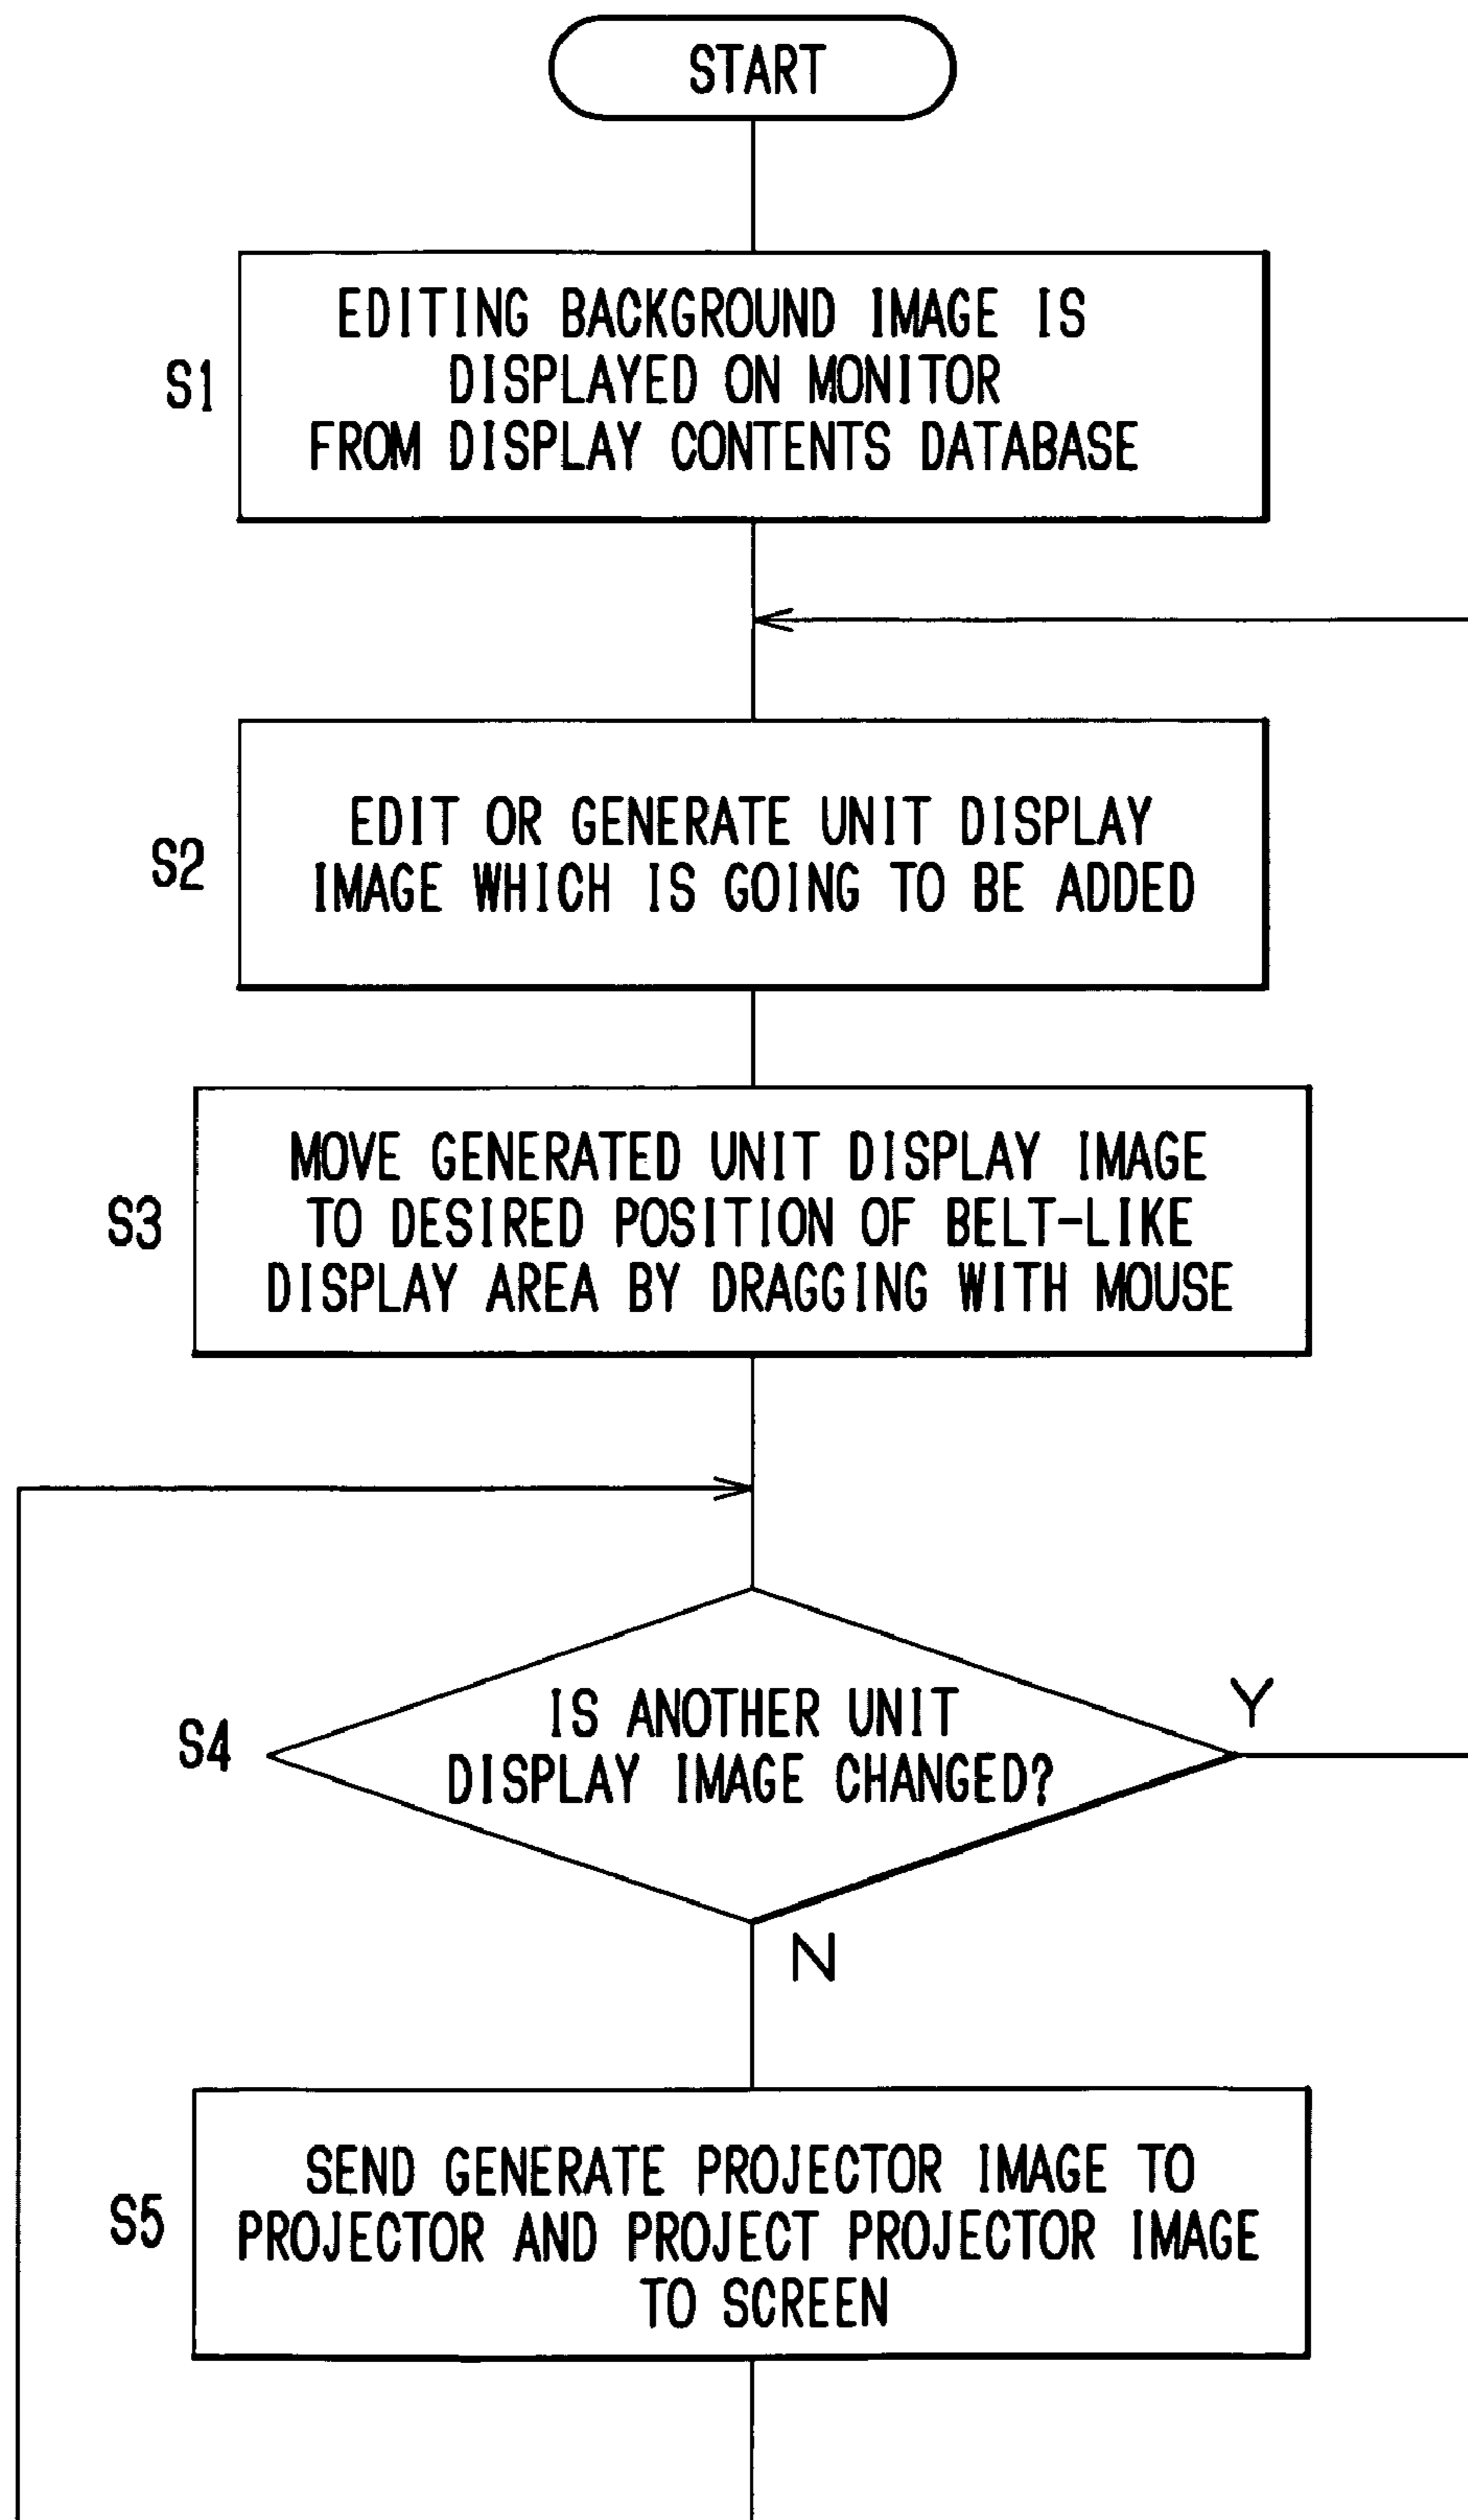 START
S1
EDITING BACKGROUND IMAGE IS
DISPLAYED ON MONITOR
FROM DISPLAY CONTENTS DATABASE
S2
EDIT OR GENERATE UNIT DISPLAY
IMAGE WHICH IS GOING TO BE ADDED
S3
MOVE GENERATED UNIT DISPLAY IMAGE
TO DESIRED POSITION OF BELT-LIKE
DISPLAY AREA BY DRAGGING WITH MOUSE
S4
IS ANOTHER UNIT
DISPLAY IMAGE CHANGED?
Y
N
S5
SEND GENERATE PROJECTOR IMAGE TO
PROJECTOR AND PROJECT PROJECTOR IMAGE
TO SCREEN